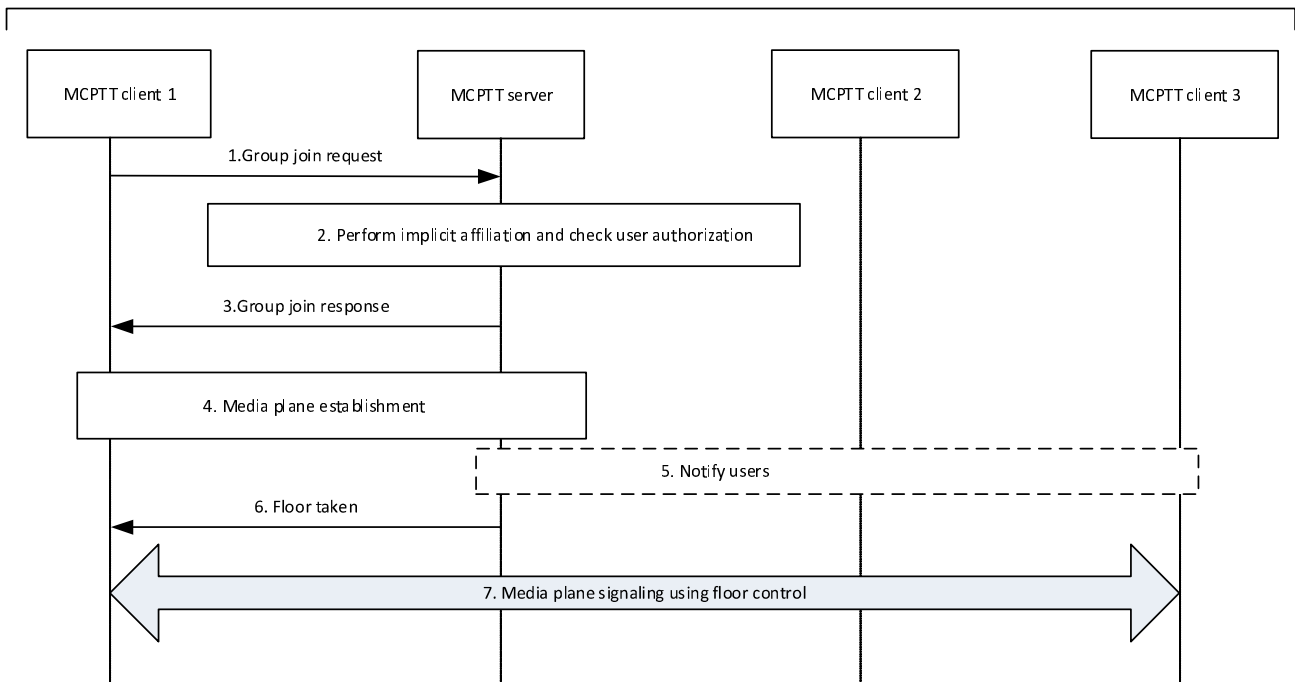 MCPTT client 1
MCPTT server
MCPTT client 2
MCPTT client 3
1.Group join request
2. Perform implicit affiliation and check user authorization
3.Group join response
4. Media plane establishment
5. Notify users
6. Floor taken
7. Media plane signaling using floor control